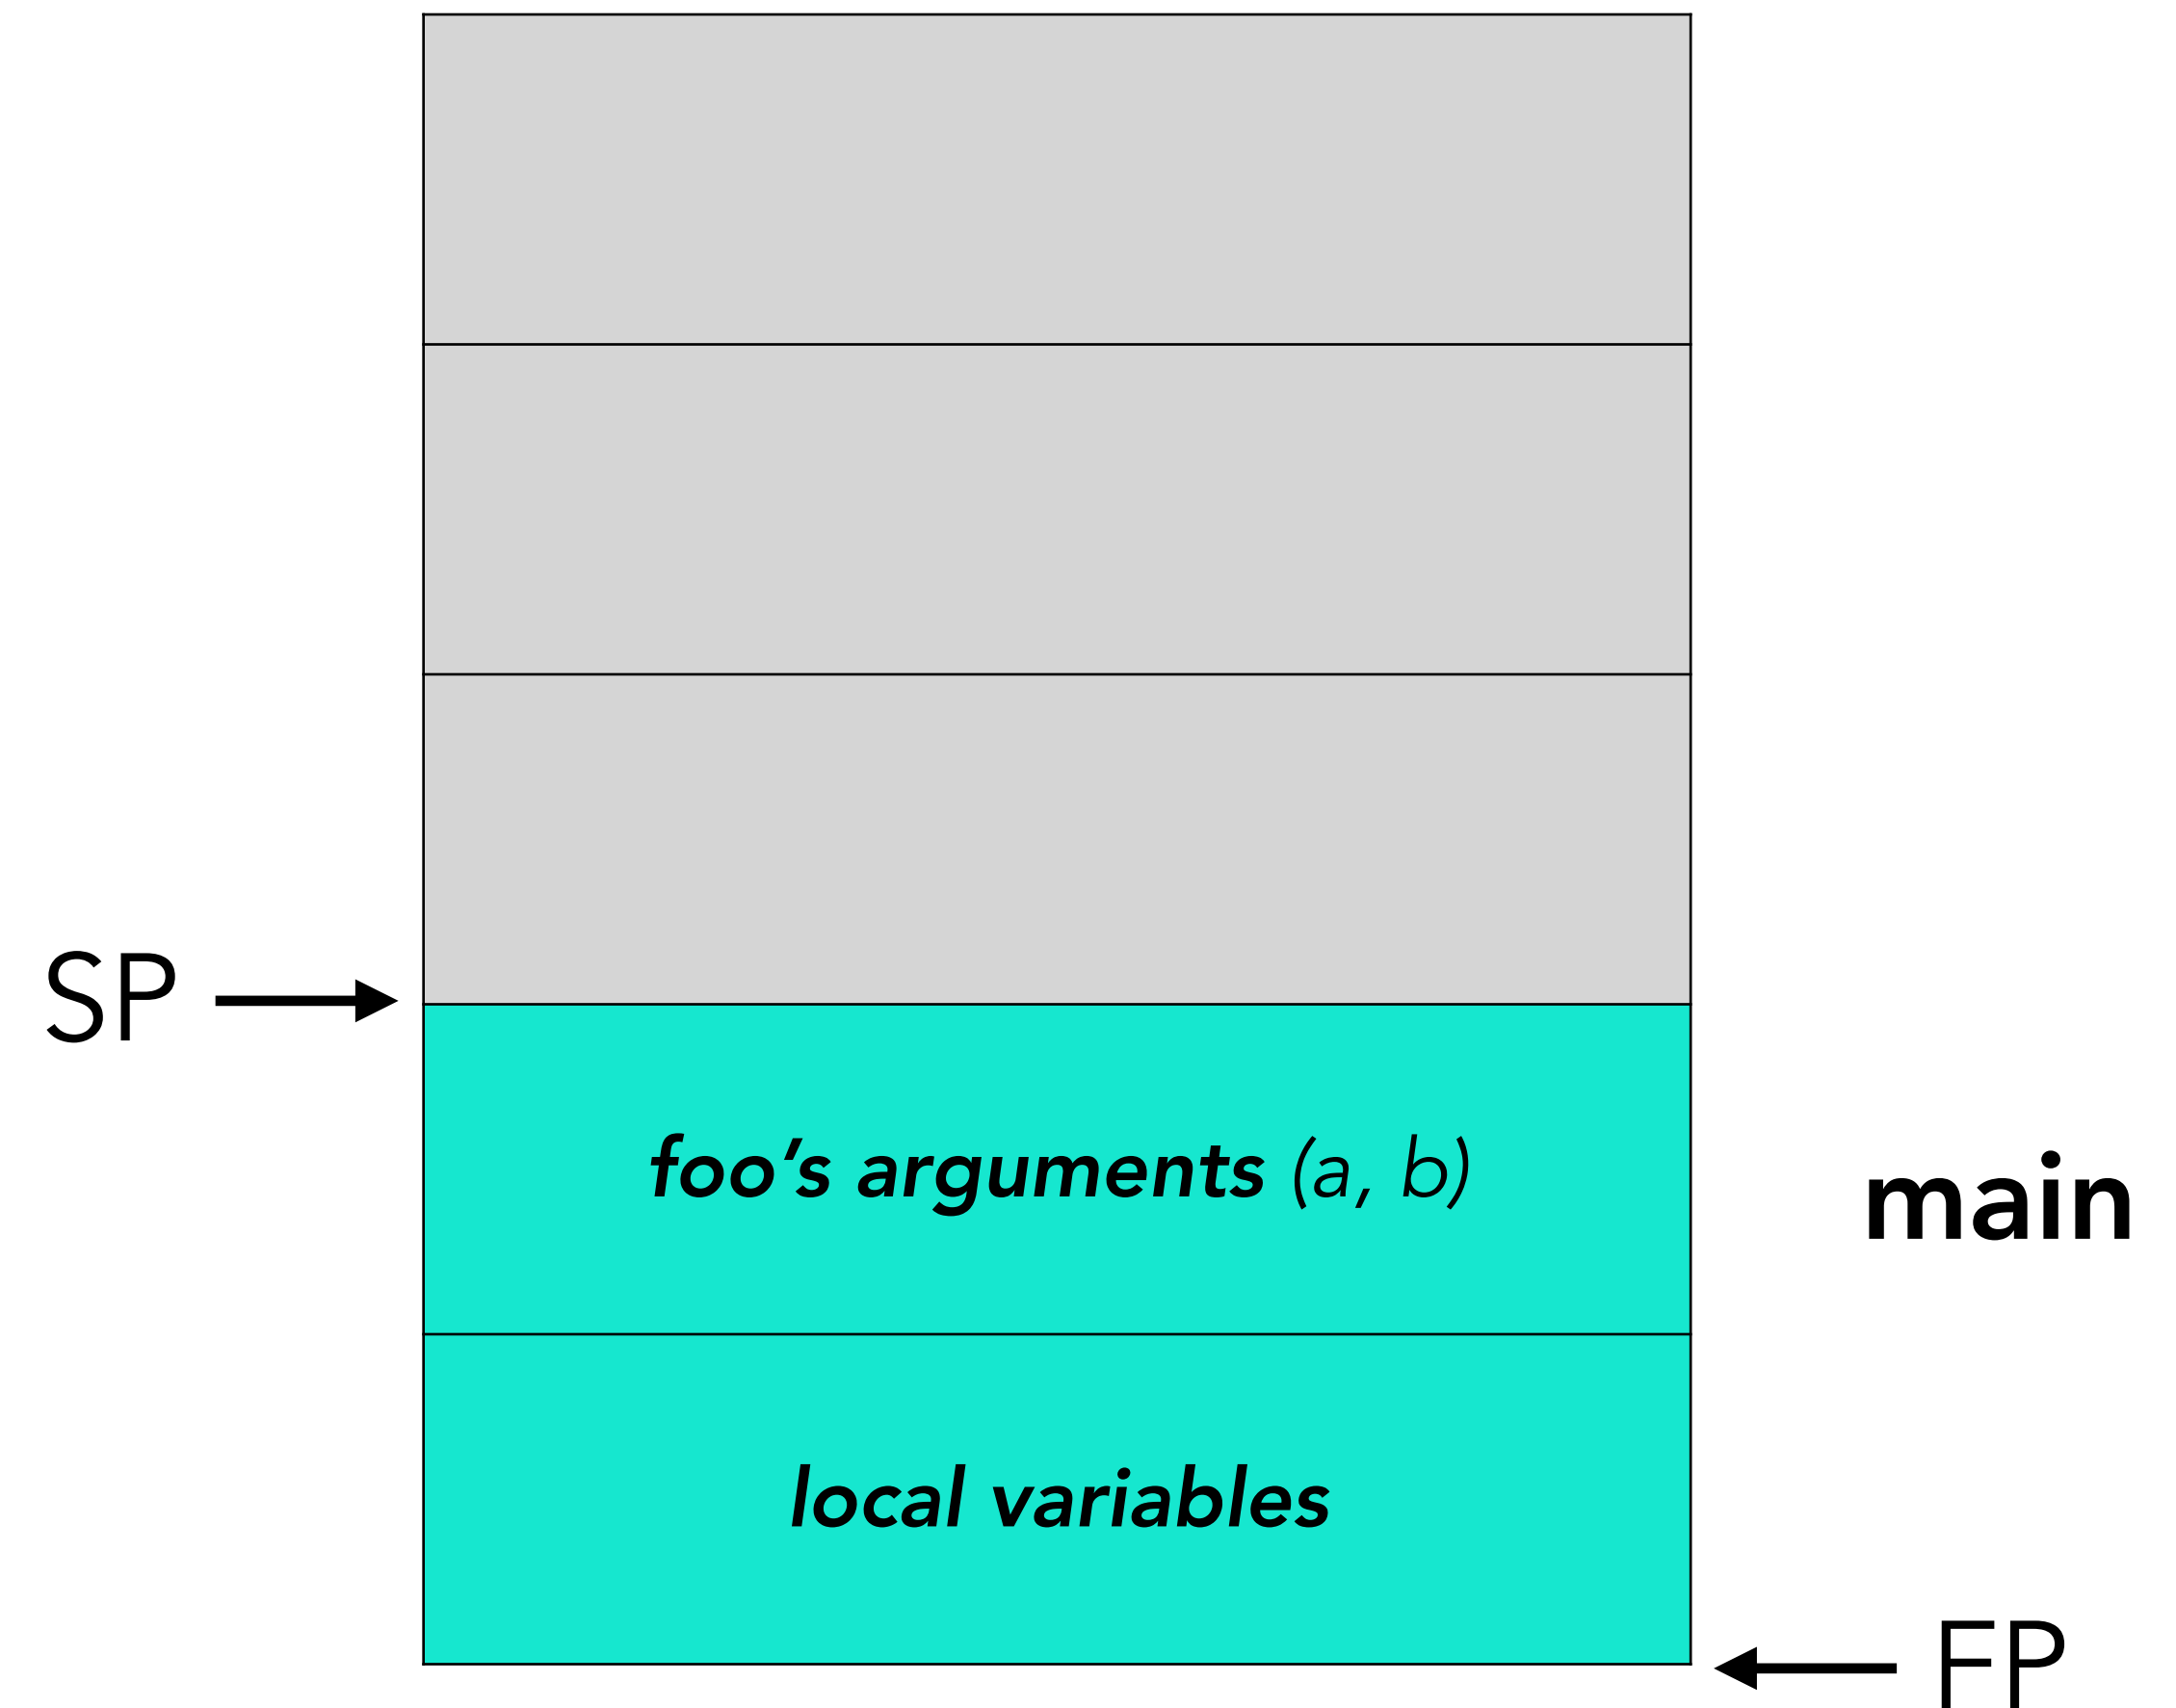 SP
foo’s arguments (a, b)
main
local variables
FP